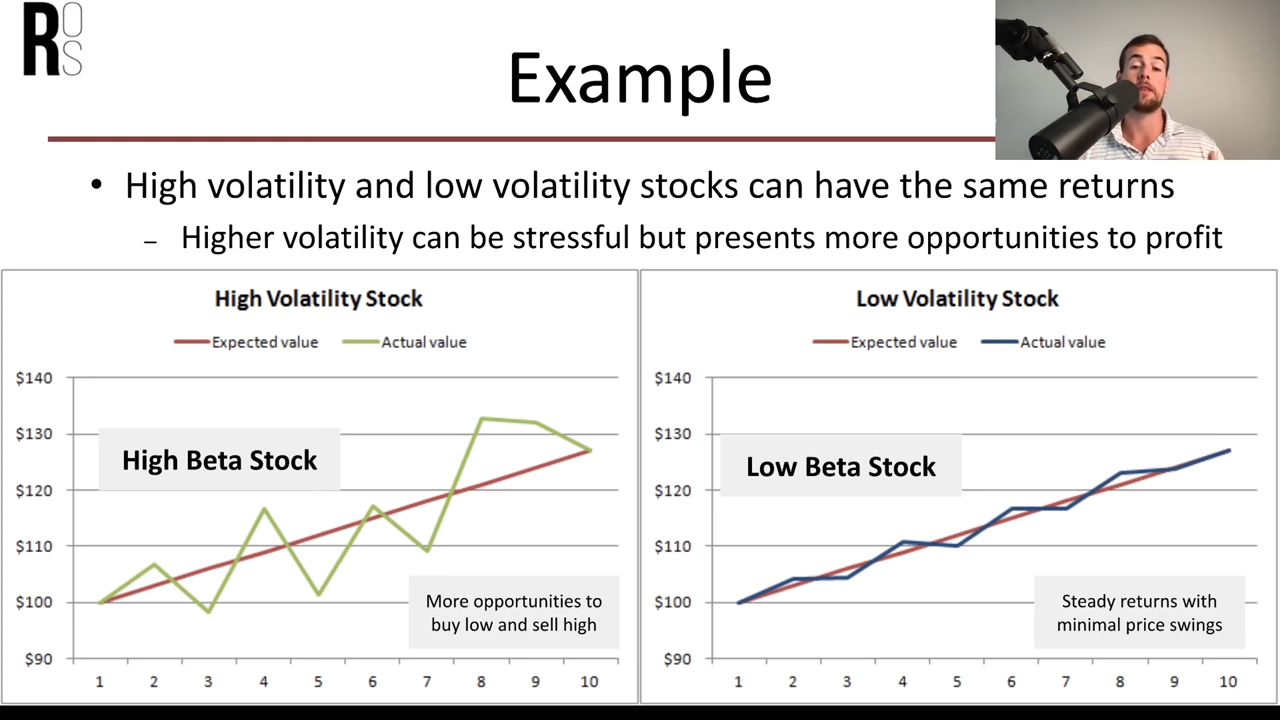 ROS
Example
• High volatility and low volatility stocks can have the same returns
– Higher volatility can be stressful but presents more opportunities to profit
High Volatility Stock
Expected value Actual value
$140
$130
$120
$110
$100
$90
High Beta Stock
More opportunities to
buy low and sell high
1 2 3 4 5 6 7 8 9 10
Low Volatility Stock
Expected value Actual value
$140
$130
$120
$110
$100
$90
Low Beta Stock
Steady returns with
minimal price swings
1 2 3 4 5 6 7 8 9 10